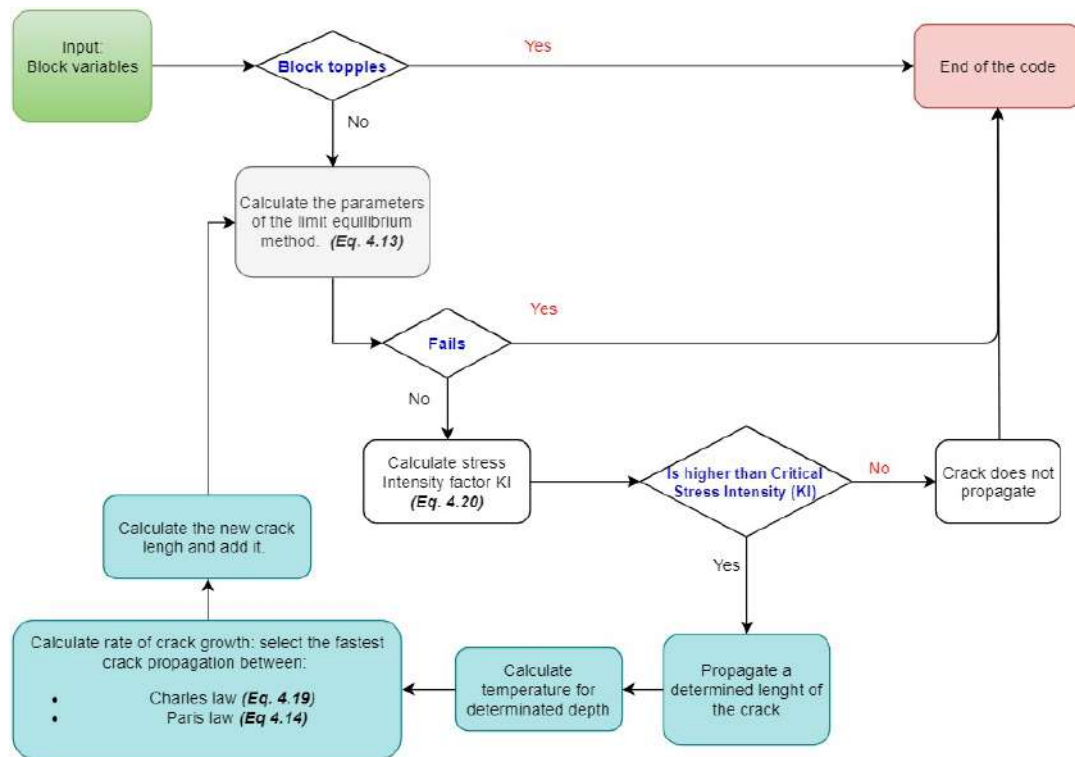 Input:
Block variables
Block topples
Yes
End of the code
No
Calculate the parameters
of the limit equilibrium
method. (Eq. 4.13)
Yes
Fails
No
Calculate stress
Intensity factor KI
(Eq. 4.20)
Is higher than Critical
Stress Intensity (KI)
No
Crack does not
propagate
Calculate the new crack
lengh and add it.
Yes
Calculate rate of crack growth: select the fastest
crack propagation between:
• Charles law (Eq. 4.19)
• Paris law (Eq 4.14)
Calculate
temperature for
determinated depth
Propagate a
determined lenght of
the crack